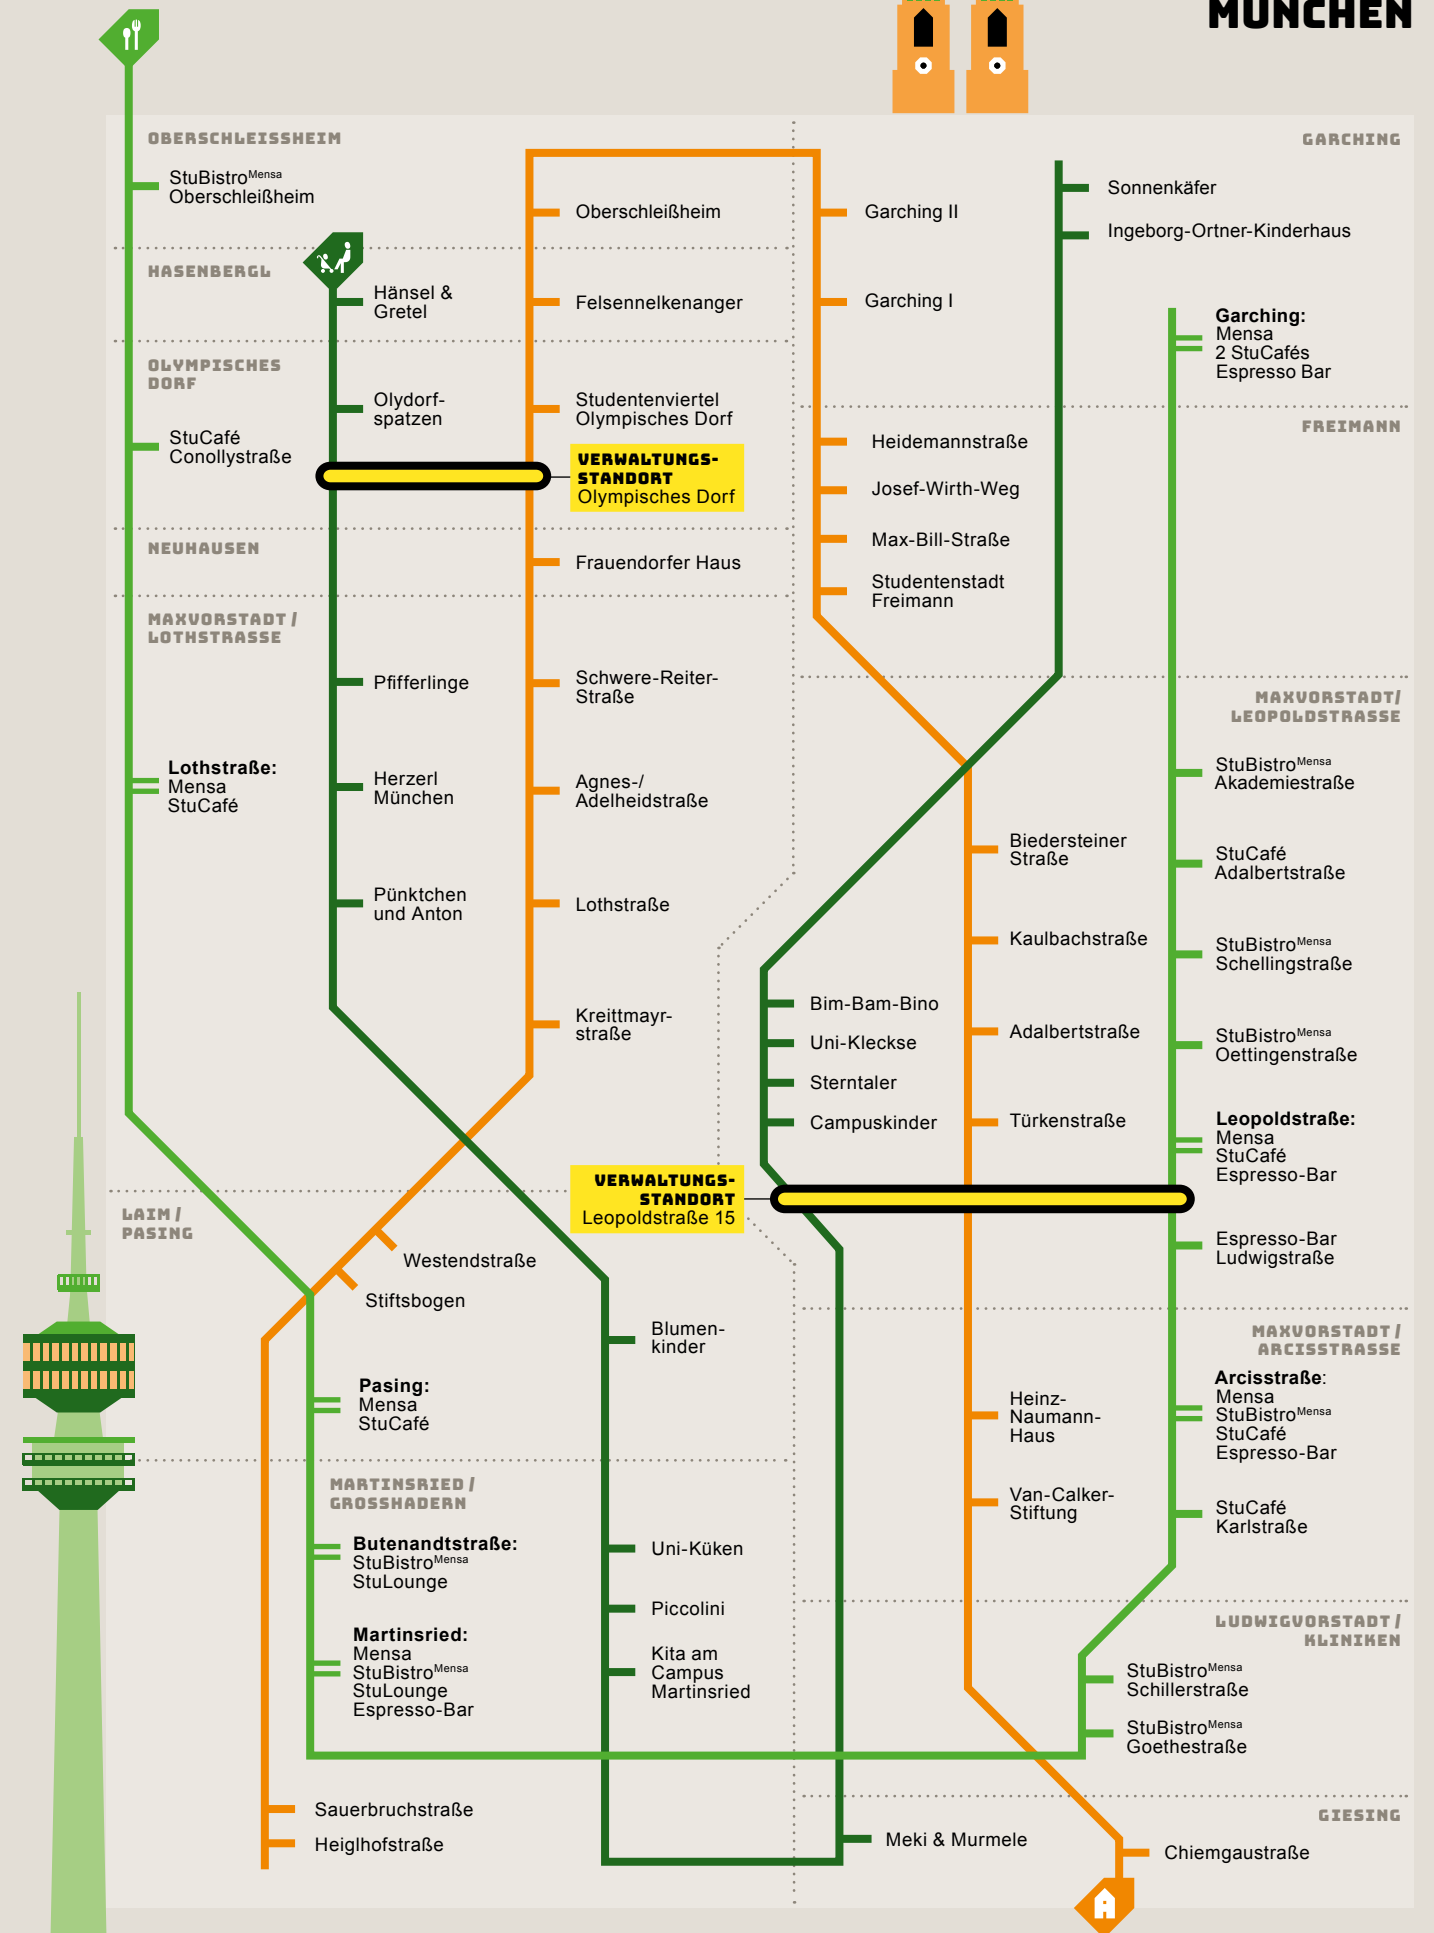 MÜNCHEN
OBERSCHLEISSHEIM
StuBistroMensa
Oberschleißheim
HASENBERGL
Hänsel &
Gretel
OLYMPISCHES
DORF
Olydorf-
spatzen
StuCafé
Conollystraße
NEUHAUSEN
MAXVORSTADT /
LOTHSTRASSE
Pfifferlinge
Lothstraße:
Mensa
StuCafé
Herzerl
München
Pünktchen
und Anton
Oberschleißheim
Felsennelkenanger
Studentenviertel
Olympisches Dorf
VERWALTUNGS-
STANDORT
Olympisches Dorf
Frauendorfer Haus
Schwere-Reiter-
Straße
Agnes-/
Adelheidstraße
Lothstraße
Kreittmayr-
straße
GARCHING
Garching II
Garching I
Sonnenkäfer
Ingeborg-Ortner-Kinderhaus
Garching:
Mensa
2 StuCafés
Espresso Bar
FREIMANN
Heidemannstraße
Josef-Wirth-Weg
Max-Bill-Straße
Studentenstadt
Freimann
MAXVORSTADT/
LEOPOLDSTRASSE
StuBistroMensa
Akademiestraße
StuCafé
Adalbertstraße
StuBistroMensa
Schellingstraße
StuBistroMensa
Oettingenstraße
Leopoldstraße:
Mensa
StuCafé
Espresso-Bar
Espresso-Bar
Ludwigstraße
Biedersteiner
Straße
Kaulbachstraße
Adalbertstraße
Türkenstraße
Bim-Bam-Bino
Uni-Kleckse
Sterntaler
Campuskinder
VERWALTUNGS-
STANDORT
Leopoldstraße 15
LAIM /
PASING
Westendstraße
Stiftsbogen
Blumen-
kinder
Pasing:
Mensa
StuCafé
MARTINSRIED /
GROSSHADERN
Butenandtstraße:
StuBistroMensa
StuLounge
Martinsried:
Mensa
StuBistroMensa
StuLounge
Espresso-Bar
Uni-Küken
Piccolini
Kita am
Campus
Martinsried
Sauerbruchstraße
Heiglhofstraße
MAXVORSTADT /
ARCISSTRASSE
Arcisstraße:
Mensa
StuBistroMensa
StuCafé
Espresso-Bar
StuCafé
Karlstraße
Heinz-
Naumann-
Haus
Van-Calker-
Stiftung
LUDWIGVORSTADT /
KLINIKEN
StuBistroMensa
Schillerstraße
StuBistroMensa
Goethestraße
GIESING
Meki & Murmele
Chiemgaustraße